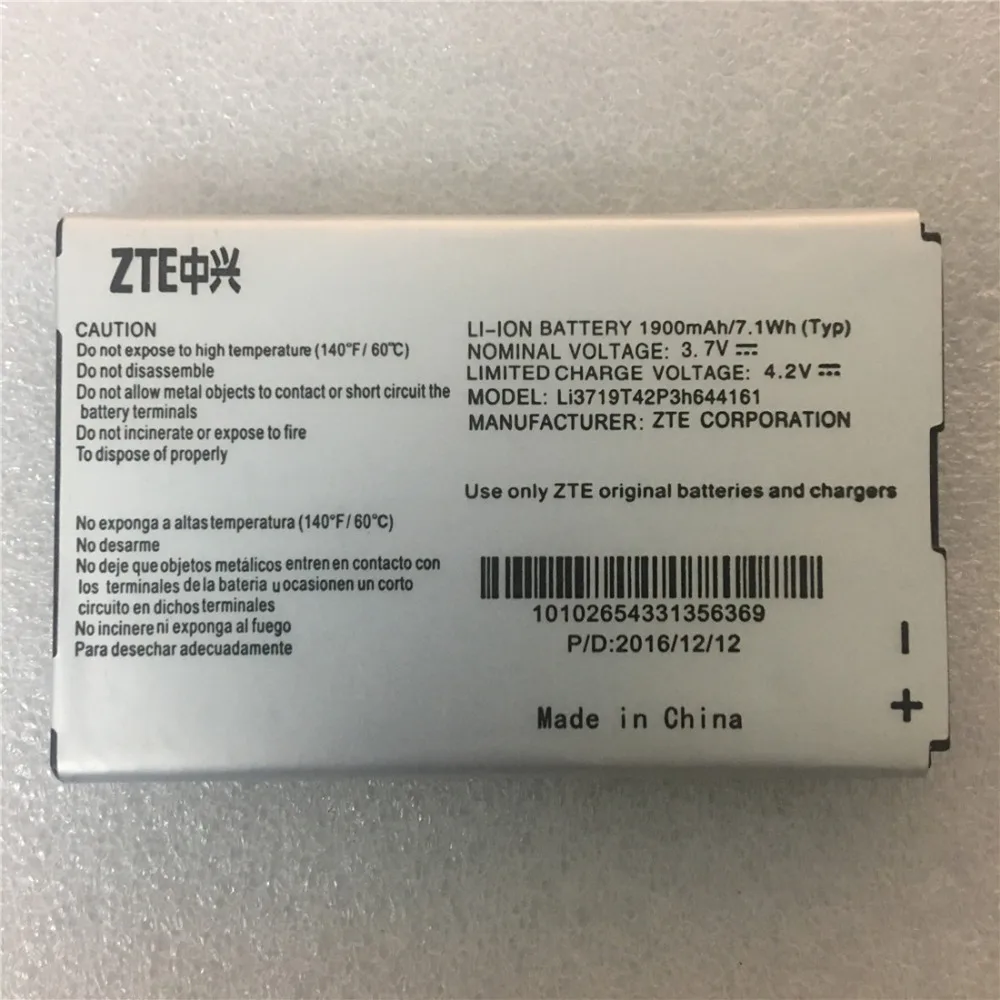 ZTE中兴
CAUTION
Do not expose to high temperature (140°F / 60°C)
Do not disassemble
Do not allow metal objects to contact or short circuit the
battery terminals
Do not incinerate or expose to fire
To dispose of properly
No exponga a altas temperatura (140°F / 60°C)
No desarme
No deje que objetos metálicos entren en contacto con
los terminales de la bateria u ocasionen un corto
circuito en dichos terminales
No incinere ni exponga al fuego
Para desechar adecuadamente
LI-ION BATTERY 1900mAh/7.1Wh (Typ)
NOMINAL VOLTAGE: 3.7V ⎓
LIMITED CHARGE VOLTAGE: 4.2V ⎓
MODEL: Li3719T42P3h644161
MANUFACTURER: ZTE CORPORATION
Use only ZTE original batteries and chargers
10102654331356369
P/D:2016/12/12
Made in China
–
+